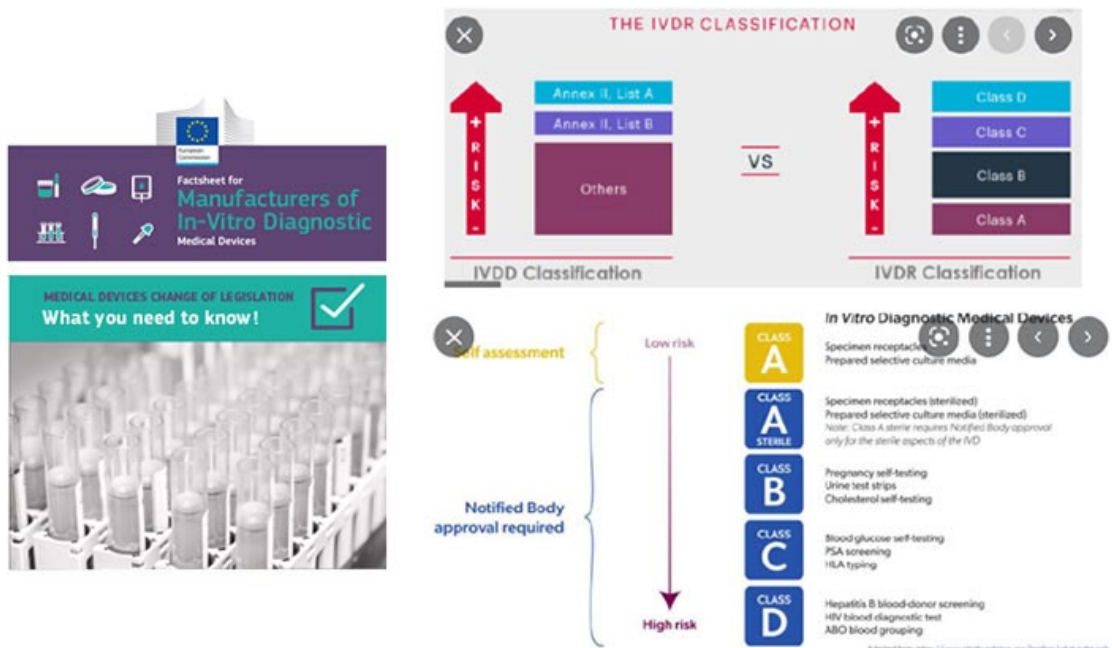 European
Commission
Factsheet for
Manufacturers of
In-Vitro Diagnostic
Medical Devices
MEDICAL DEVICES CHANGE OF LEGISLATION
What you need to know!
THE IVDR CLASSIFICATION
+ RISK -
Annex II, List A
Annex II, List B
Others
IVDD Classification
VS
+ RISK -
Class D
Class C
Class B
Class A
IVDR Classification
In Vitro Diagnostic Medical Devices
Self assessment
Low risk
CLASS
A
Specimen receptacles
Prepared selective culture media
CLASS
A
STERILE
Specimen receptacles (sterilized)
Prepared selective culture media (sterilized)
Note: Class A sterile requires Notified Body approval
only for the sterile aspects of the IVD
Notified Body
approval required
CLASS
B
Pregnancy self-testing
Urine test strips
Cholesterol self-testing
CLASS
C
Blood glucose self-testing
PSA screening
HLA typing
High risk
CLASS
D
Hepatitis B blood-donor screening
HIV blood diagnostic test
ABO blood grouping